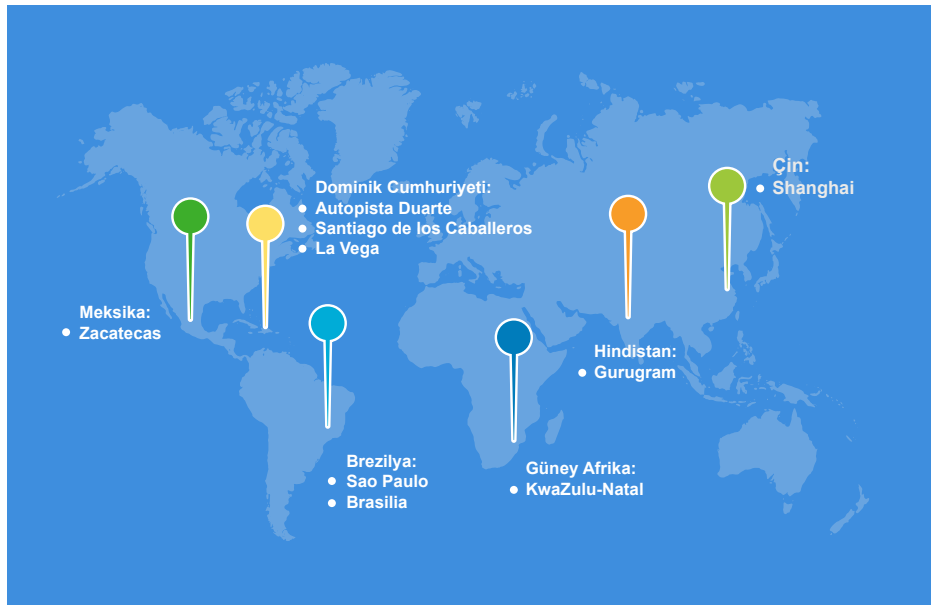 Çin:
• Shanghai
Dominik Cumhuriyeti:
• Autopista Duarte
• Santiago de los Caballeros
• La Vega
Meksika:
• Zacatecas
Hindistan:
• Gurugram
Brezilya:
• Sao Paulo
• Brasilia
Güney Afrika:
• KwaZulu-Natal